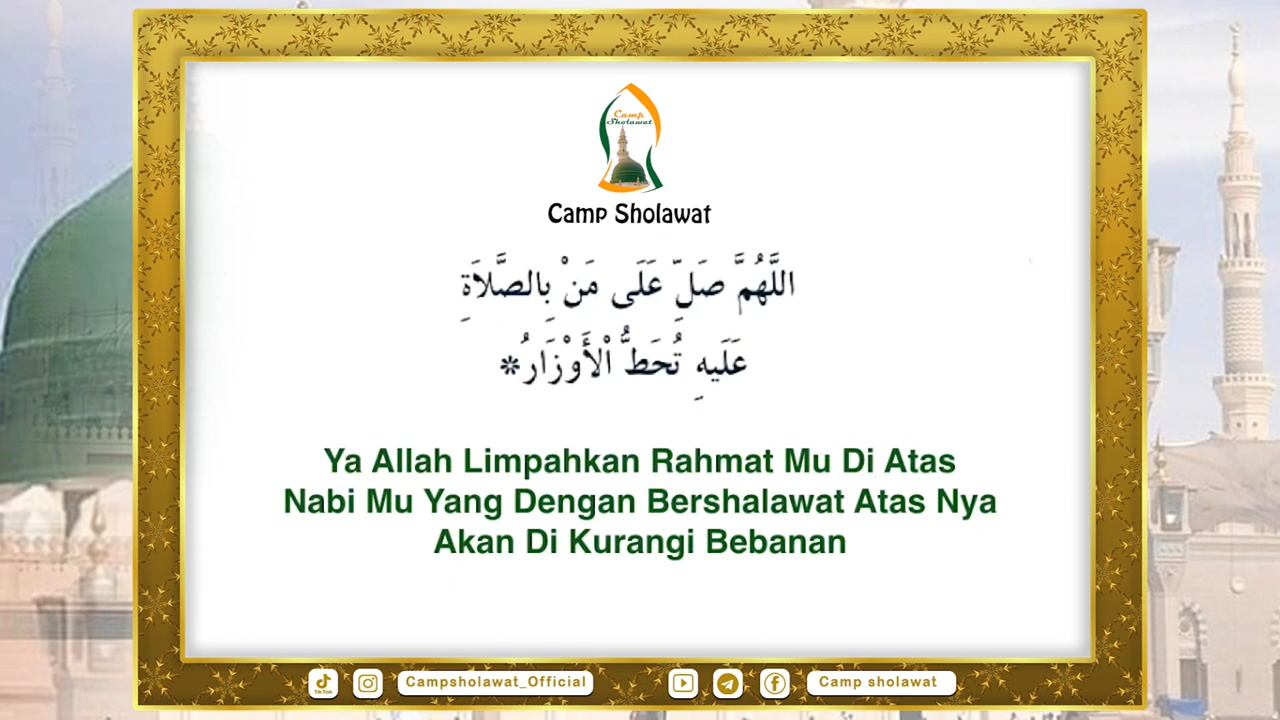 Camp
Sholawat
Camp Sholawat
اللَّهُمَّ صَلِّ عَلَى مَنْ بِالصَّلَاةِ
عَلَيهِ تُحَطُّ الْأَوْزَارُ*
Ya Allah Limpahkan Rahmat Mu Di Atas
Nabi Mu Yang Dengan Bershalawat Atas Nya
Akan Di Kurangi Bebanan
TikTok
Campsholawat_Official
Camp sholawat